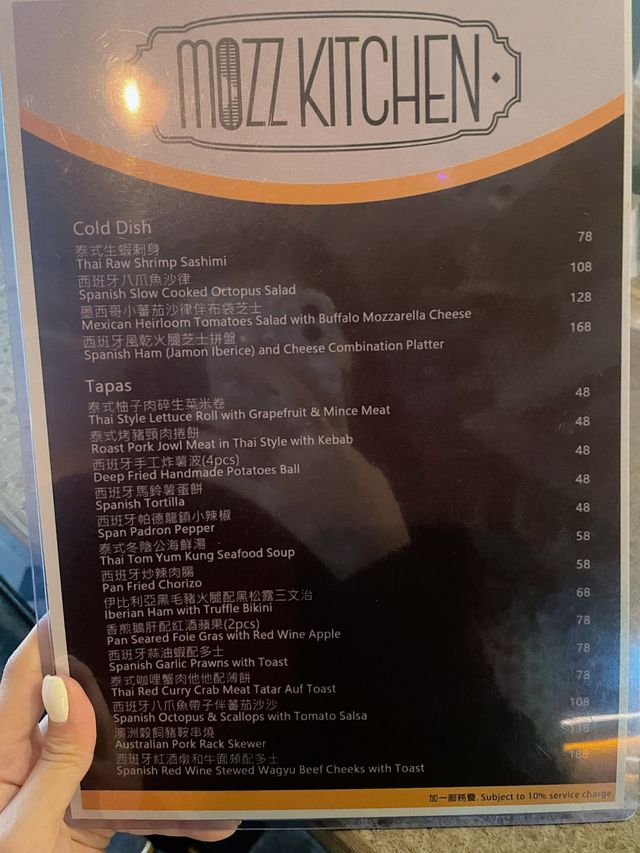 MOZZ KITCHEN
Cold Dish
泰式生蝦刺身 78
Thai Raw Shrimp Sashimi
西班牙八爪魚沙律 108
Spanish Slow Cooked Octopus Salad
墨西哥小蕃茄沙律伴布袋芝士 128
Mexican Heirloom Tomatoes Salad with Buffalo Mozzarella Cheese
西班牙風乾火腿芝士拼盤 168
Spanish Ham (Jamon Iberice) and Cheese Combination Platter
Tapas
泰式柚子肉碎生菜米卷 48
Thai Style Lettuce Roll with Grapefruit & Mince Meat
泰式烤豬頸肉捲餅 48
Roast Pork Jowl Meat in Thai Style with Kebab
西班牙手工炸薯波(4pcs) 48
Deep Fried Handmade Potatoes Ball
西班牙馬鈴薯蛋餅 48
Spanish Tortilla
西班牙帕德龍鎮小辣椒 48
Span Padron Pepper
泰式冬陰公海鮮湯 58
Thai Tom Yum Kung Seafood Soup
西班牙炒辣肉腸 58
Pan Fried Chorizo
伊比利亞黑毛豬火腿配黑松露三文治 68
Iberian Ham with Truffle Bikini
香煎鵝肝配紅酒蘋果(2pcs) 78
Pan Seared Foie Gras with Red Wine Apple
西班牙蒜油蝦配多士 78
Spanish Garlic Prawns with Toast
泰式咖哩蟹肉他他配薄餅 78
Thai Red Curry Crab Meat Tatar Auf Toast
西班牙八爪魚帶子伴蕃茄沙沙 108
Spanish Octopus & Scallops with Tomato Salsa
澳洲穀飼豬鞍串燒 138
Australian Pork Rack Skewer
西班牙紅酒燉和牛面頰配多士 188
Spanish Red Wine Stewed Wagyu Beef Cheeks with Toast
加一服務費. Subject to 10% service charge.